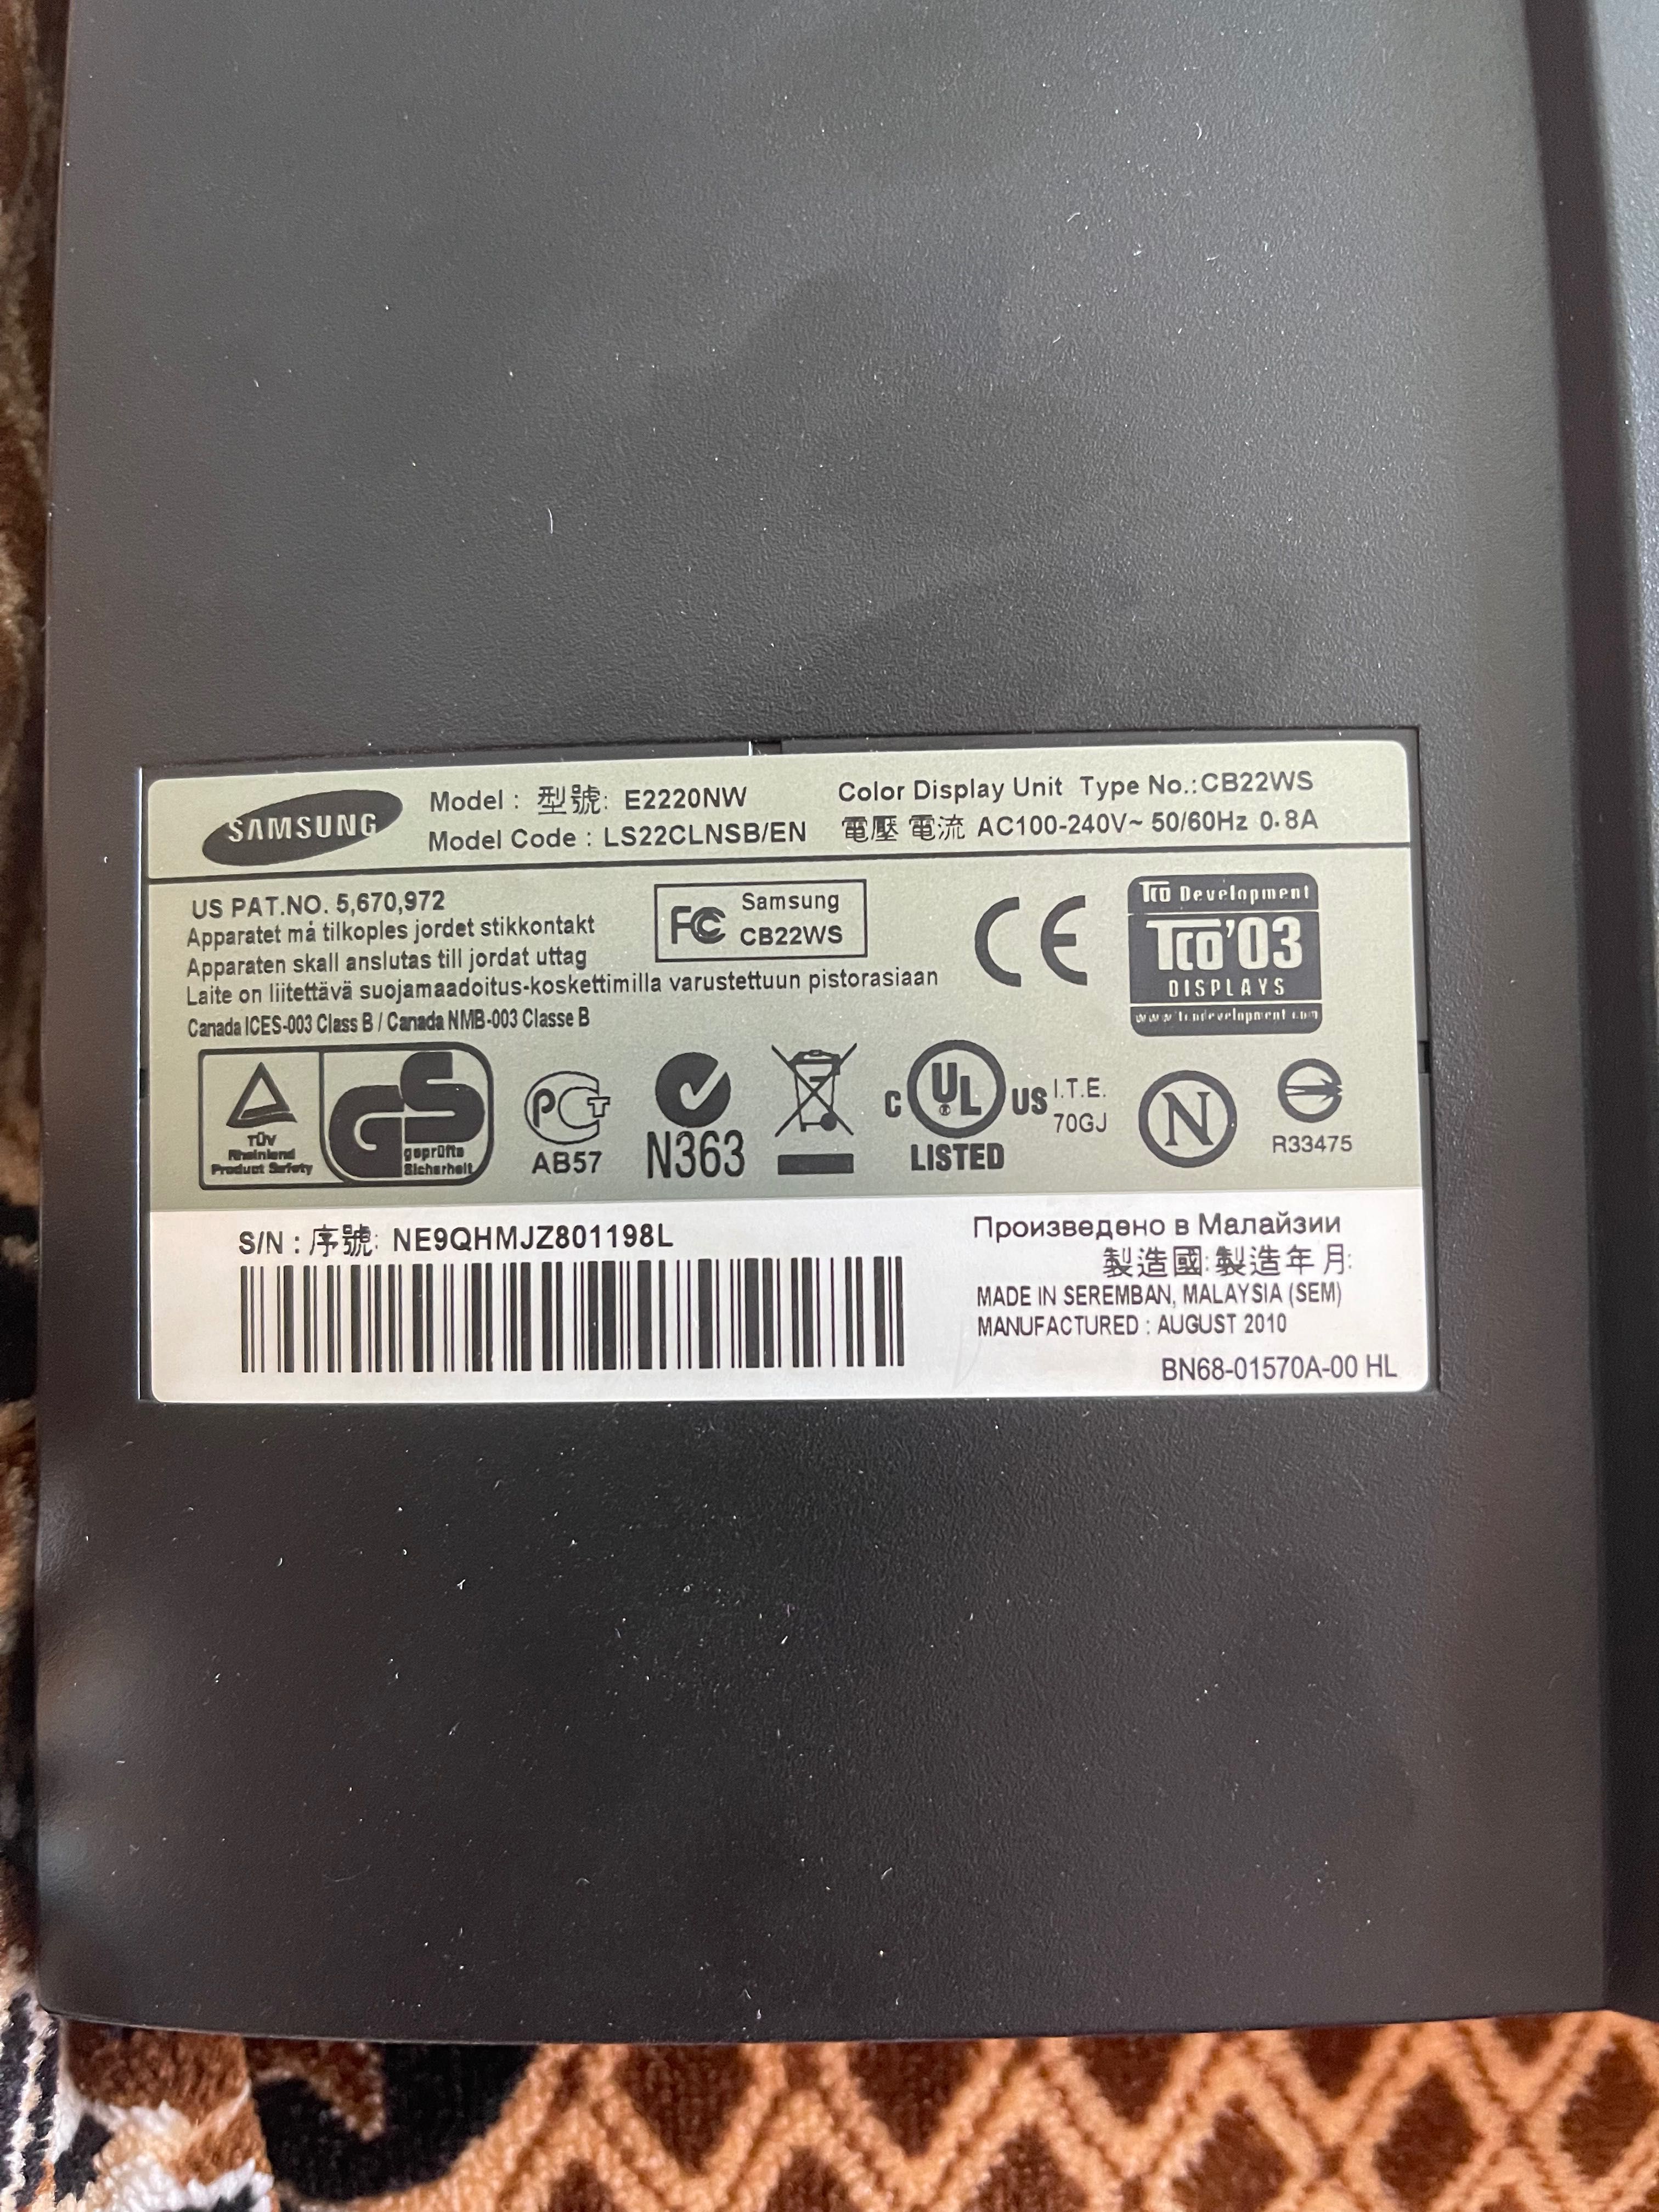 SAMSUNG
Model : 型號: E2220NW
Model Code : LS22CLNSB/EN
Color Display Unit Type No.:CB22WS
電壓 電流 AC100-240V~ 50/60Hz 0.8A
US PAT.NO. 5,670,972
Apparatet må tilkoples jordet stikkontakt
Apparaten skall anslutas till jordat uttag
Laite on liitettävä suojamaadoitus-koskettimilla varustettuun pistorasiaan
Canada ICES-003 Class B / Canada NMB-003 Classe B
FC
Samsung
CB22WS
CE
TCO Development
TCO'03
DISPLAYS
www.tcodevelopment.com
TÜV
Rheinland
Product Safety
GS
geprüfte
Sicherheit
PCT
AB57
N363
C UL US
LISTED
I.T.E.
70GJ
N
R33475
S/N : 序號: NE9QHMJZ801198L
Произведено в Малайзии
製造國: 製造年月:
MADE IN SEREMBAN, MALAYSIA (SEM)
MANUFACTURED : AUGUST 2010
BN68-01570A-00 HL